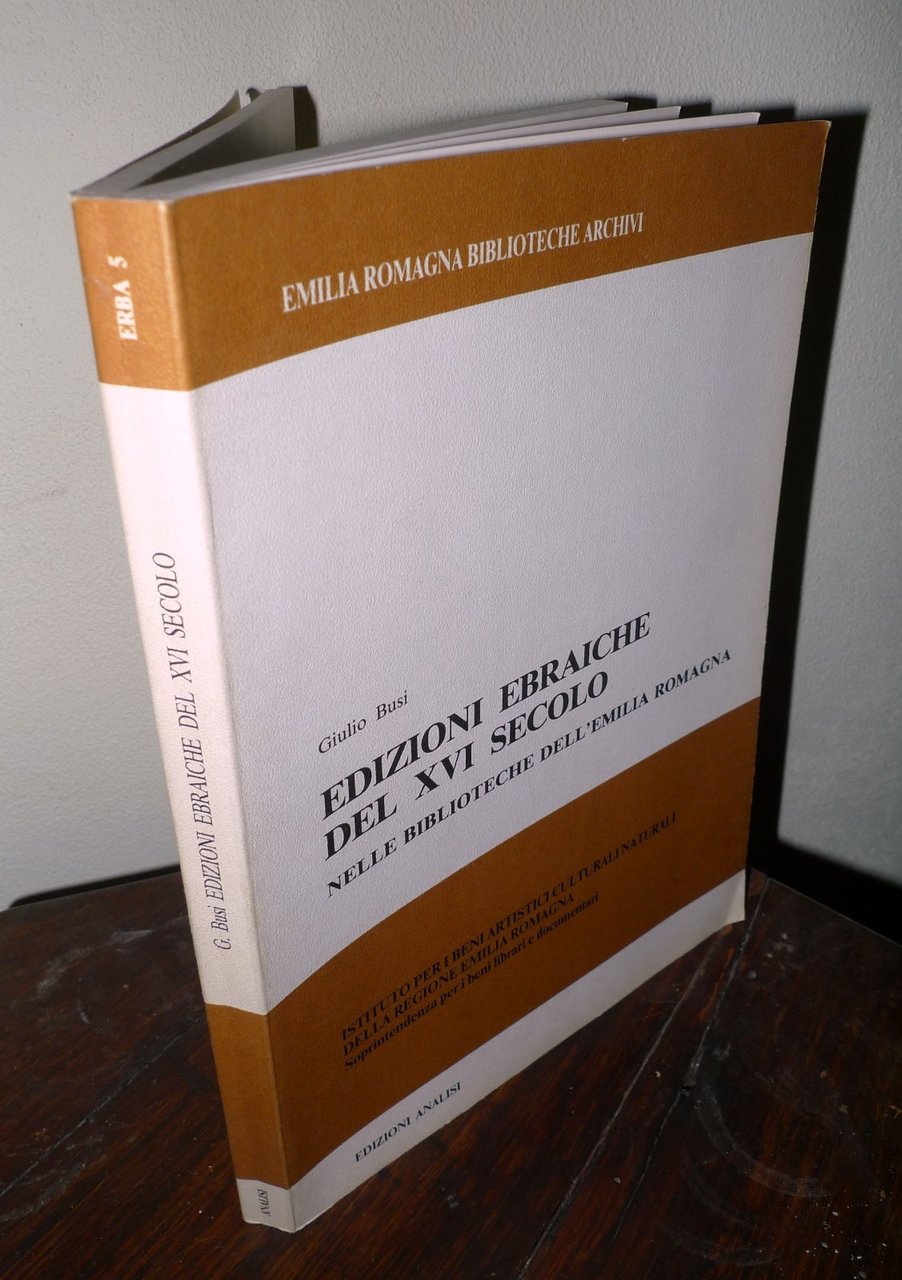 ERBA 5
G. Busi EDIZIONI EBRAICHE DEL XVI SECOLO
ANALISI
EMILIA ROMAGNA BIBLIOTECHE ARCHIVI
Giulio Busi
EDIZIONI EBRAICHE
DEL XVI SECOLO
NELLE BIBLIOTECHE DELL'EMILIA ROMAGNA
ISTITUTO PER I BENI ARTISTICI CULTURALI NATURALI
DELLA REGIONE EMILIA ROMAGNA
Soprintendenza per i beni librari e documentari
EDIZIONI ANALISI